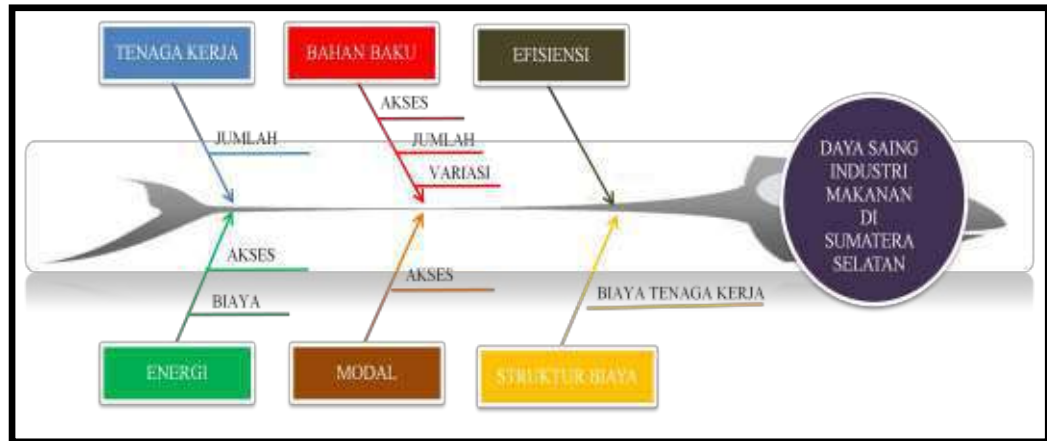 TENAGA KERJA
BAHAN BAKU
EFISIENSI
AKSES
JUMLAH
JUMLAH
VARIASI
DAYA SAING
INDUSTRI
MAKANAN
DI
SUMATERA
SELATAN
AKSES
BIAYA
AKSES
BIAYA TENAGA KERJA
ENERGI
MODAL
STRUKTUR BIAYA